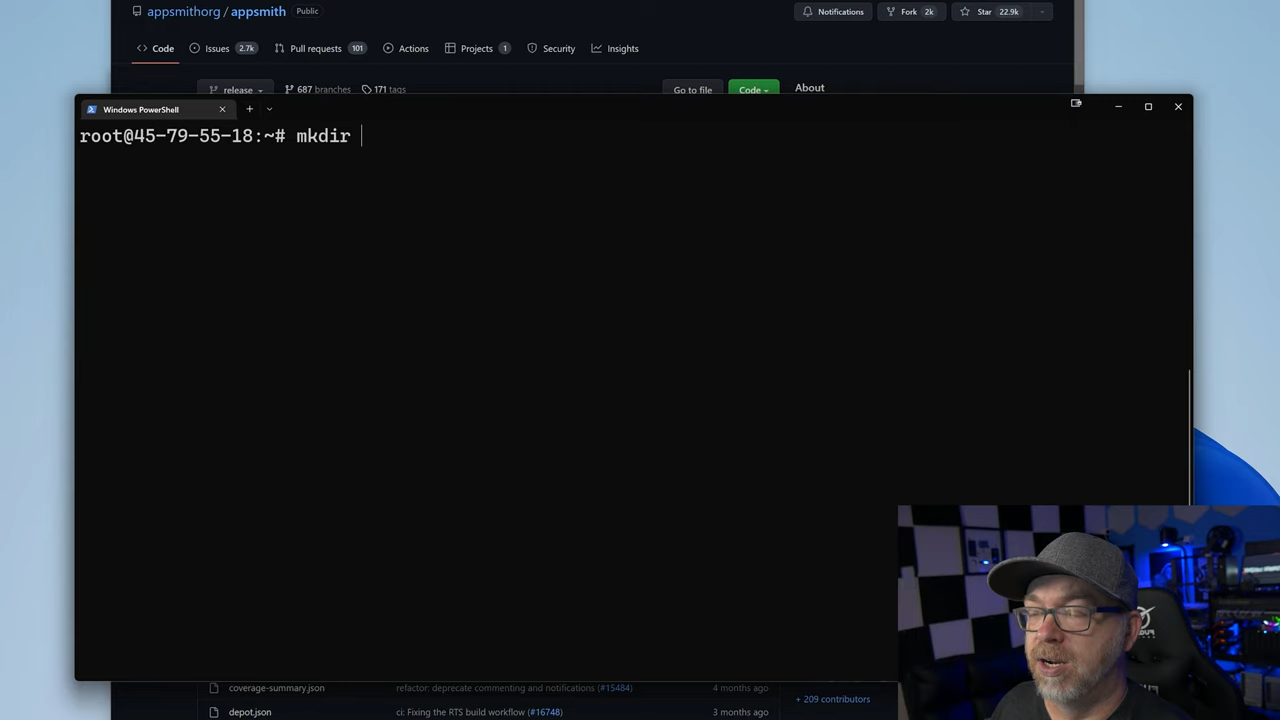 appsmithorg / appsmith Public
Notifications Fork 2k Star 22.9k
Code Issues 2.7k Pull requests 101 Actions Projects 1 Security Insights
release 687 branches 171 tags Go to file Code About
Windows PowerShell
root@45-79-55-18:~# mkdir
coverage-summary.json refactor: deprecate commenting and notifications (#15484) 4 months ago
+ 209 contributors
depot.json ci: Fixing the RTS build workflow (#16748) 3 months ago